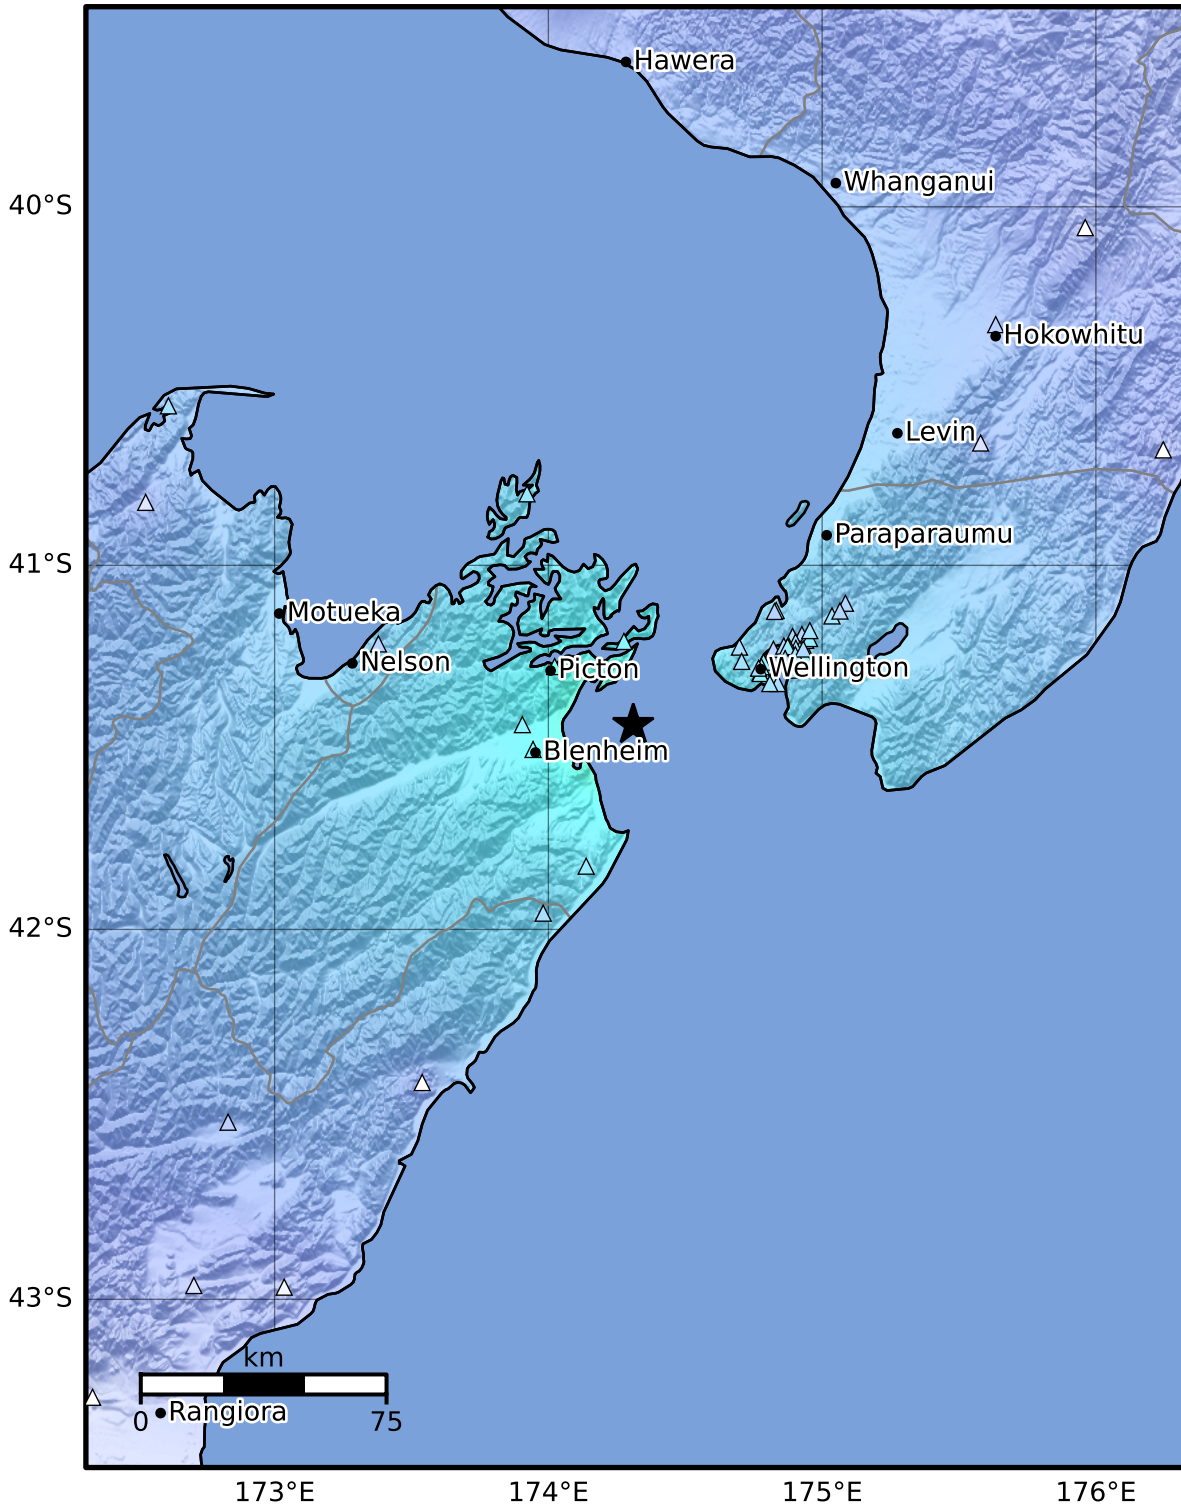 Hawera
Whanganui
40°S
Hokowhitu
Levin
Paraparaumu
41°S
Motueka
Nelson
Picton
Wellington
Blenheim
42°S
43°S
km
0
75
Rangiora
173°E
174°E
175°E
176°E